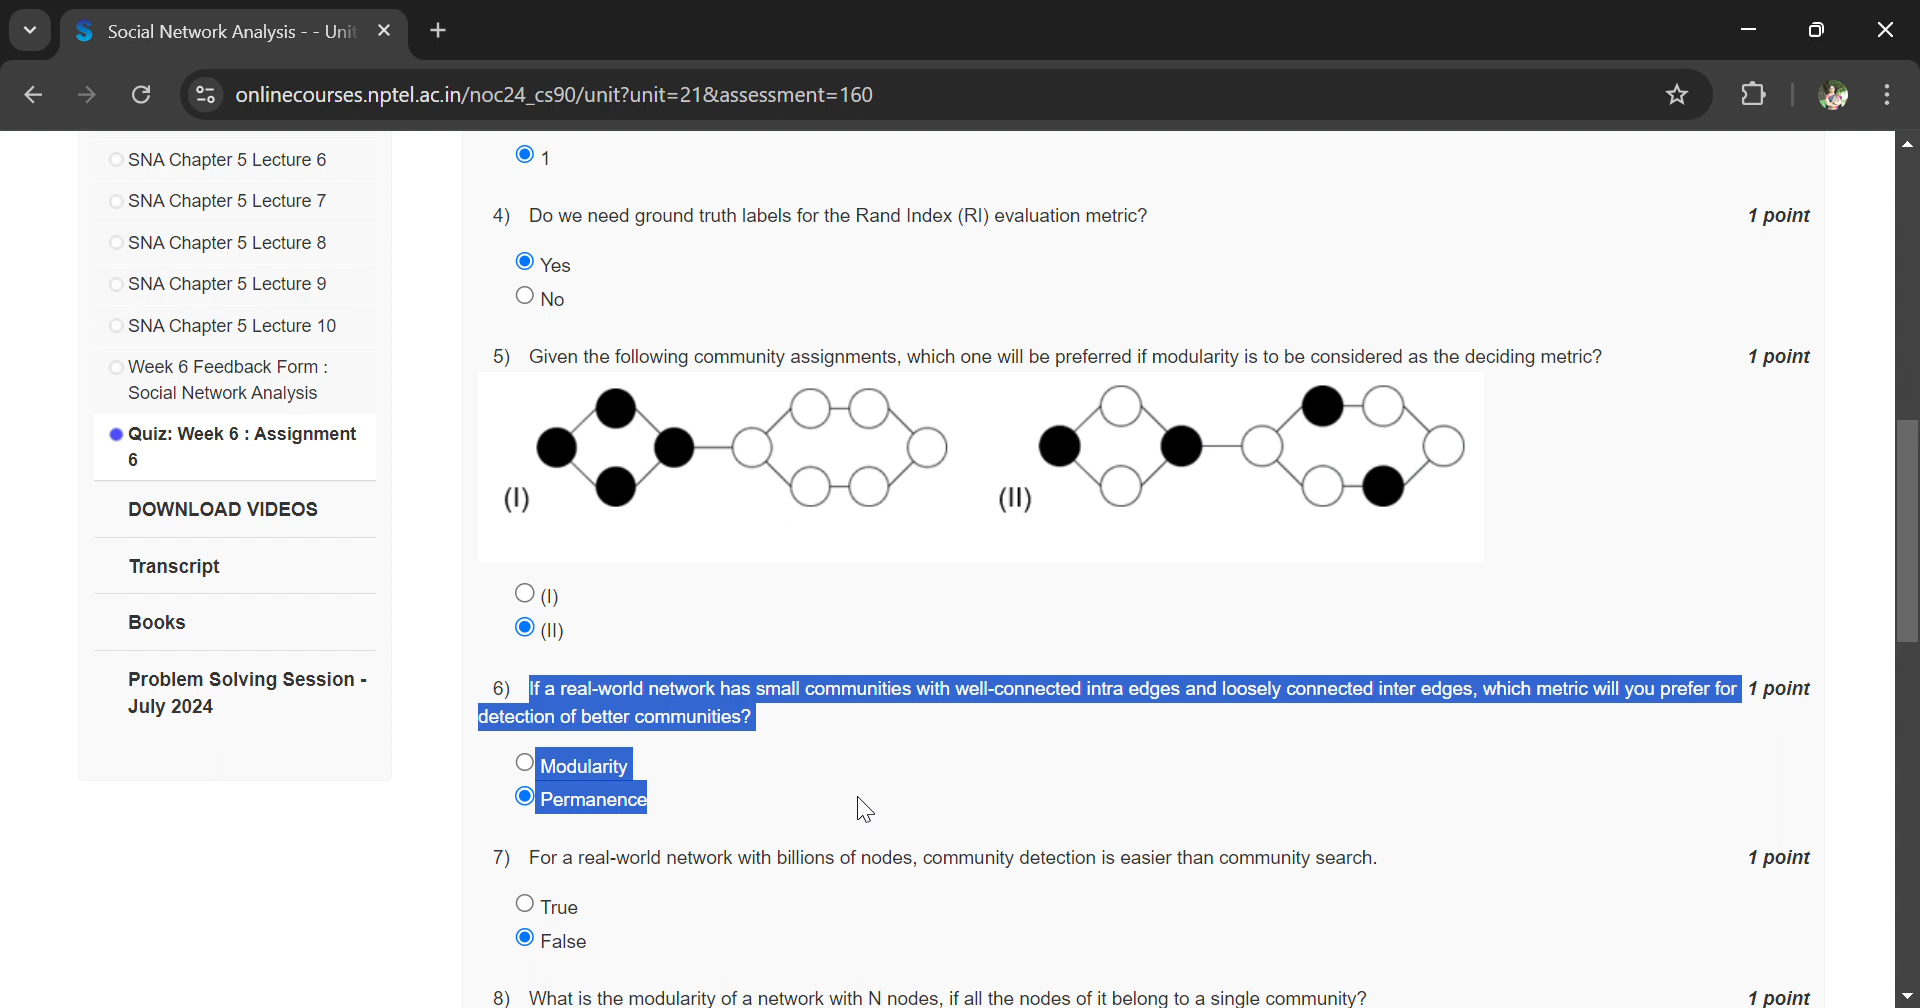 Social Network Analysis - - Unit
onlinecourses.nptel.ac.in/noc24_cs90/unit?unit=21&assessment=160
SNA Chapter 5 Lecture 6
SNA Chapter 5 Lecture 7
SNA Chapter 5 Lecture 8
SNA Chapter 5 Lecture 9
SNA Chapter 5 Lecture 10
Week 6 Feedback Form :
Social Network Analysis
Quiz: Week 6 : Assignment
6
DOWNLOAD VIDEOS
Transcript
Books
Problem Solving Session -
July 2024
1
4) Do we need ground truth labels for the Rand Index (RI) evaluation metric? 1 point
Yes
No
5) Given the following community assignments, which one will be preferred if modularity is to be considered as the deciding metric? 1 point
(I) (II)
(I)
(II)
6) If a real-world network has small communities with well-connected intra edges and loosely connected inter edges, which metric will you prefer for 1 point
detection of better communities?
Modularity
Permanence
7) For a real-world network with billions of nodes, community detection is easier than community search. 1 point
True
False
8) What is the modularity of a network with N nodes, if all the nodes of it belong to a single community? 1 point